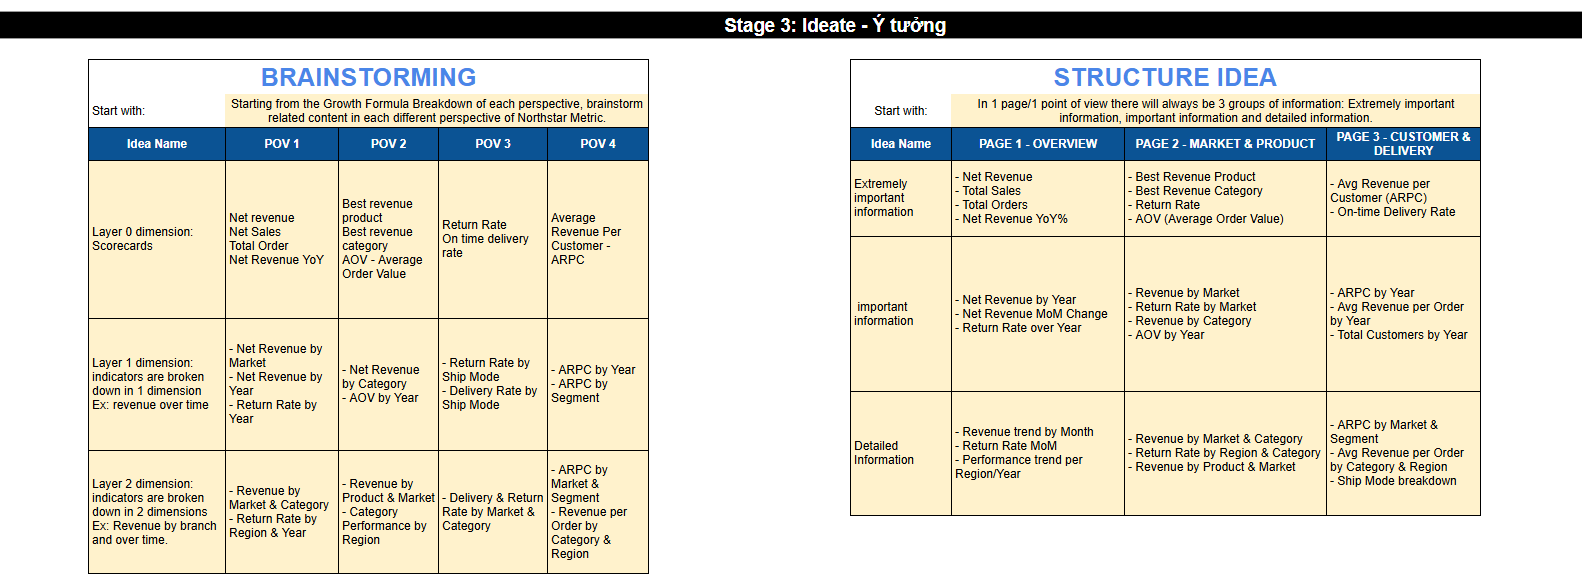 Stage 3: Ideate - Ý tưởng
BRAINSTORMING
Start with:
Starting from the Growth Formula Breakdown of each perspective, brainstorm
related content in each different perspective of Northstar Metric.
Idea Name
POV 1
POV 2
POV 3
POV 4
Layer 0 dimension:
Scorecards
Net revenue
Net Sales
Total Order
Net Revenue YoY
Best revenue
product
Best revenue
category
AOV - Average
Order Value
Return Rate
On time delivery
rate
Average
Revenue Per
Customer -
ARPC
Layer 1 dimension:
indicators are broken
down in 1 dimension
Ex: revenue over time
- Net Revenue by
Market
- Net Revenue by
Year
- Return Rate by
Year
- Net Revenue
by Category
- AOV by Year
- Return Rate by
Ship Mode
- Delivery Rate by
Ship Mode
- ARPC by Year
- ARPC by
Segment
Layer 2 dimension:
indicators are broken
down in 2 dimensions
Ex: Revenue by branch
and over time.
- Revenue by
Market & Category
- Return Rate by
Region & Year
- Revenue by
Product & Market
- Category
Performance by
Region
- Delivery & Return
Rate by Market &
Category
- ARPC by
Market &
Segment
- Revenue per
Order by
Category &
Region
STRUCTURE IDEA
Start with:
In 1 page/1 point of view there will always be 3 groups of information: Extremely important
information, important information and detailed information.
Idea Name
PAGE 1 - OVERVIEW
PAGE 2 - MARKET & PRODUCT
PAGE 3 - CUSTOMER &
DELIVERY
Extremely
important
information
- Net Revenue
- Total Sales
- Total Orders
- Net Revenue YoY%
- Best Revenue Product
- Best Revenue Category
- Return Rate
- AOV (Average Order Value)
- Avg Revenue per
Customer (ARPC)
- On-time Delivery Rate
important
information
- Net Revenue by Year
- Net Revenue MoM Change
- Return Rate over Year
- Revenue by Market
- Return Rate by Market
- Revenue by Category
- AOV by Year
- ARPC by Year
- Avg Revenue per Order
by Year
- Total Customers by Year
Detailed
Information
- Revenue trend by Month
- Return Rate MoM
- Performance trend per
Region/Year
- Revenue by Market & Category
- Return Rate by Region & Category
- Revenue by Product & Market
- ARPC by Market &
Segment
- Avg Revenue per Order
by Category & Region
- Ship Mode breakdown